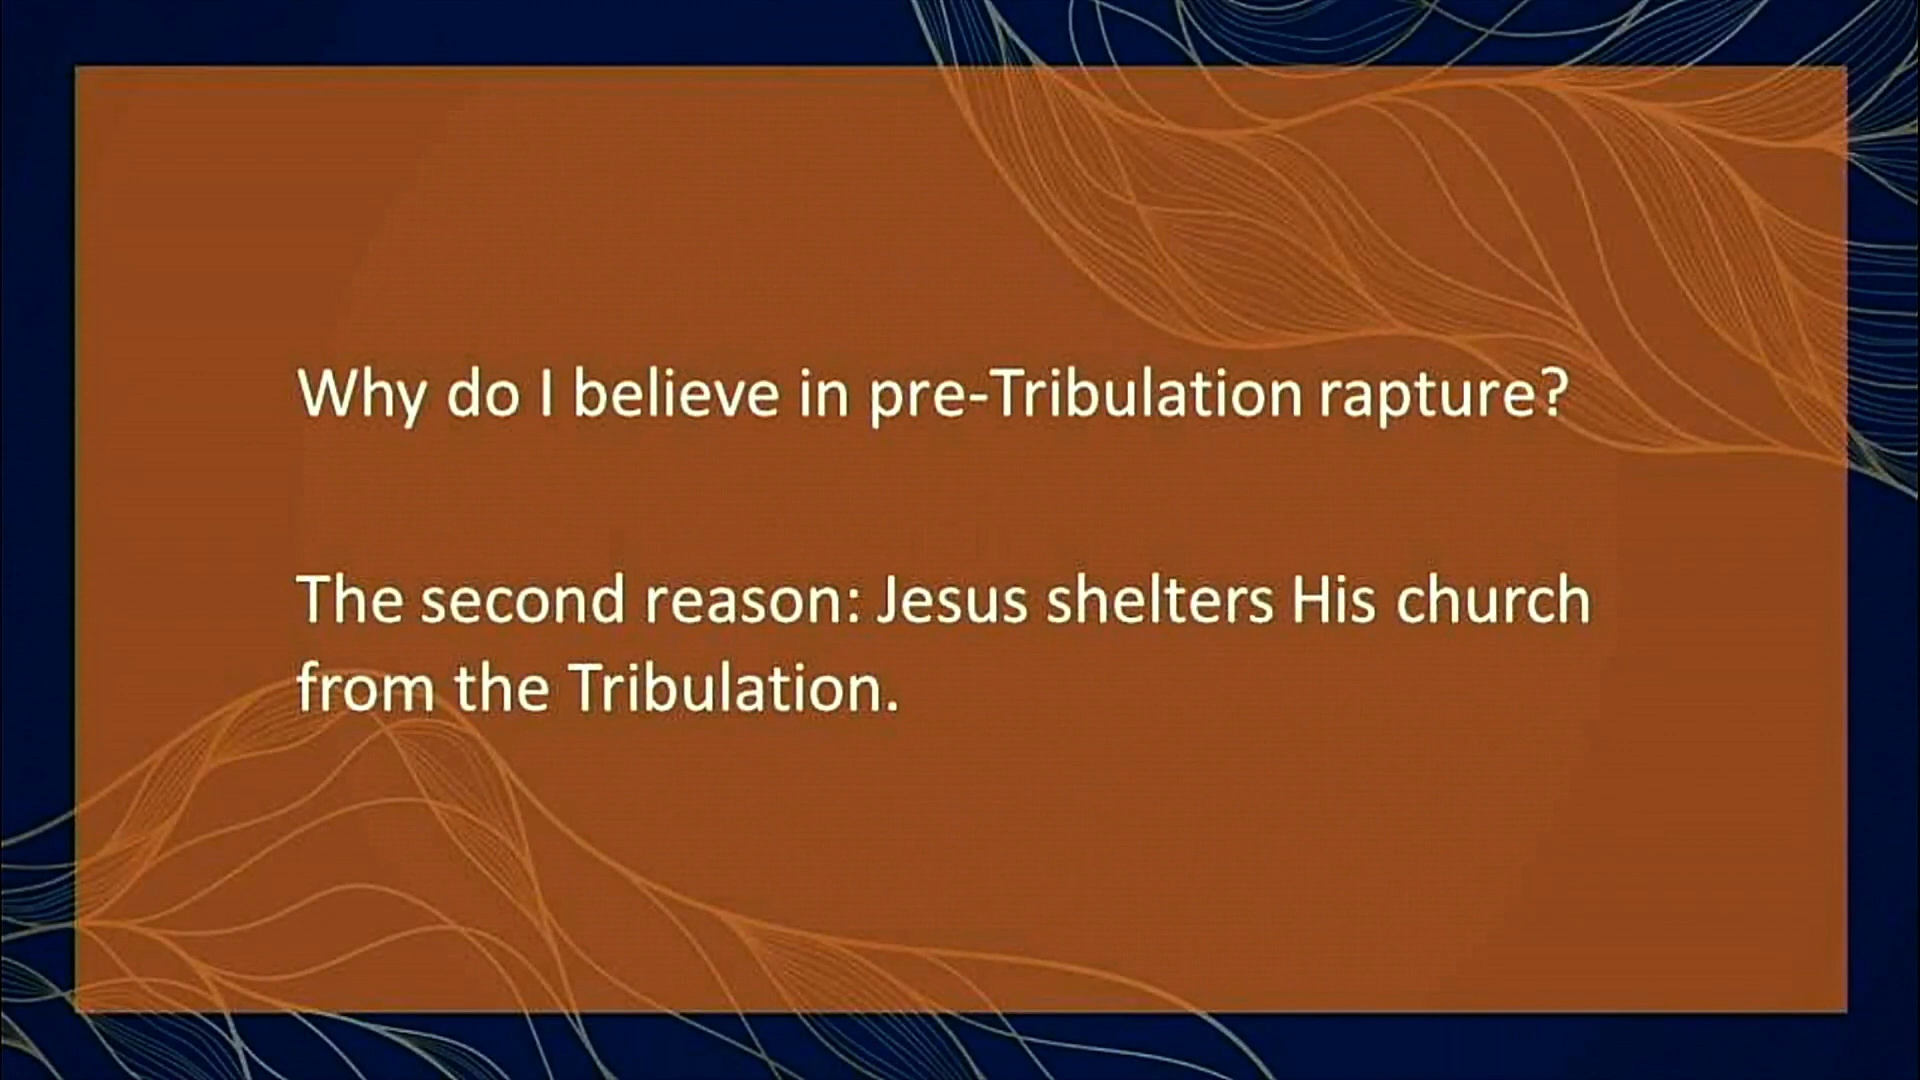 Why do I believe in pre-Tribulation rapture?
The second reason: Jesus shelters His church
from the Tribulation.